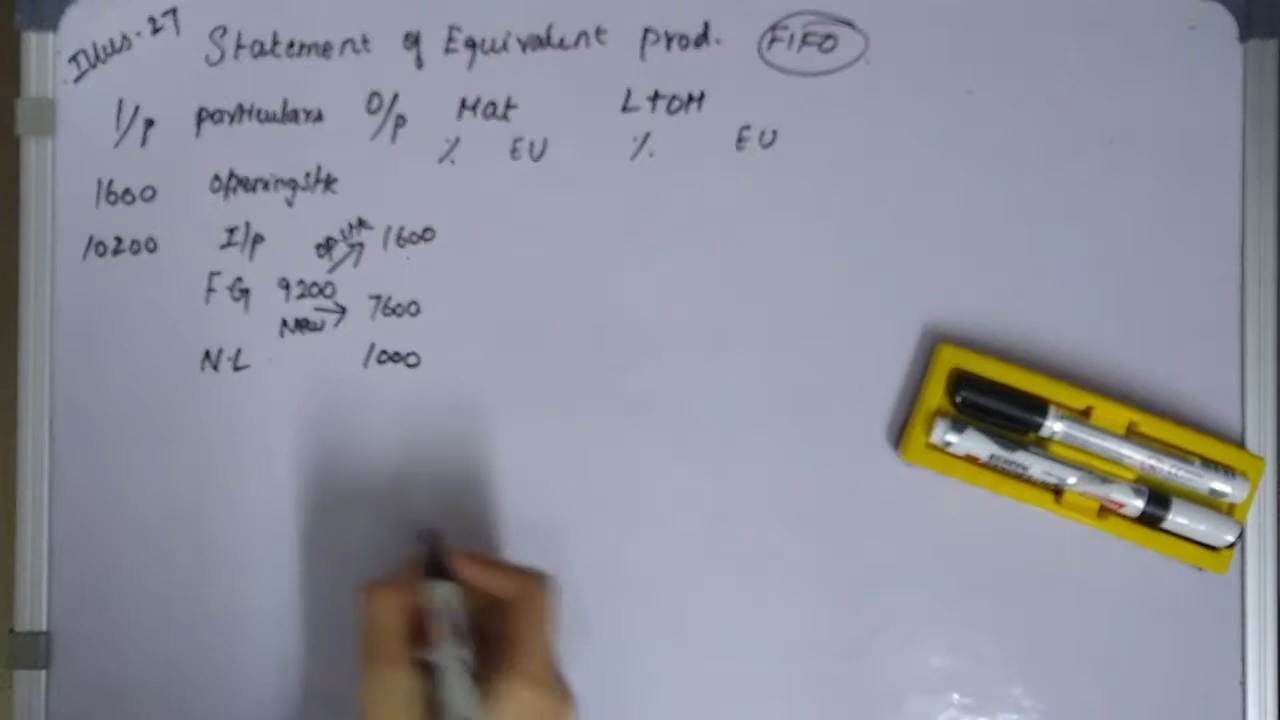 Illus. 27
Statement of Equivalent prod. FIFO
I/p particulars O/p Mat L+OH
% EU % EU
1600 Opening stk
10200 I/p op stk 1600
FG 9200
New 7600
N.L 1000